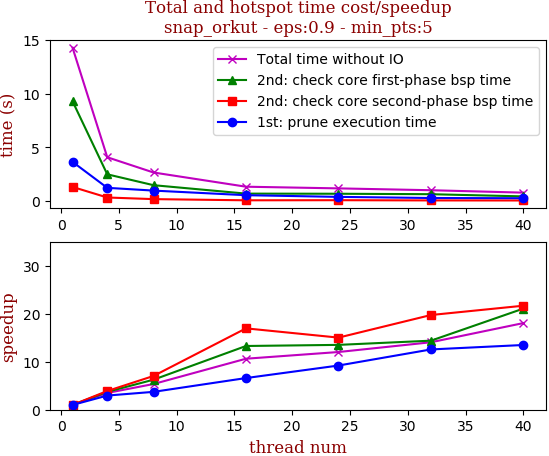 Total and hotspot time cost/speedup
snap_orkut - eps:0.9 - min_pts:5
time (s)
15
10
5
0
Total time without IO
2nd: check core first-phase bsp time
2nd: check core second-phase bsp time
1st: prune execution time
0 5 10 15 20 25 30 35 40
speedup
30
20
10
0
0 5 10 15 20 25 30 35 40
thread num